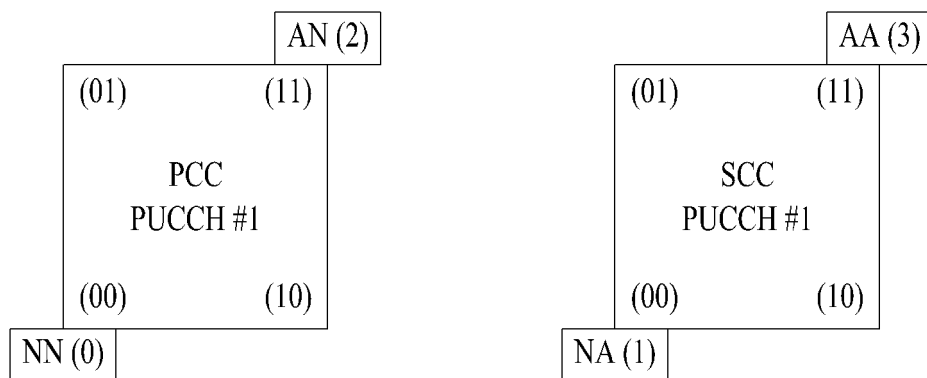 AN (2)
(01) (11)
PCC
PUCCH #1
(00) (10)
NN (0)
AA (3)
(01) (11)
SCC
PUCCH #1
(00) (10)
NA (1)